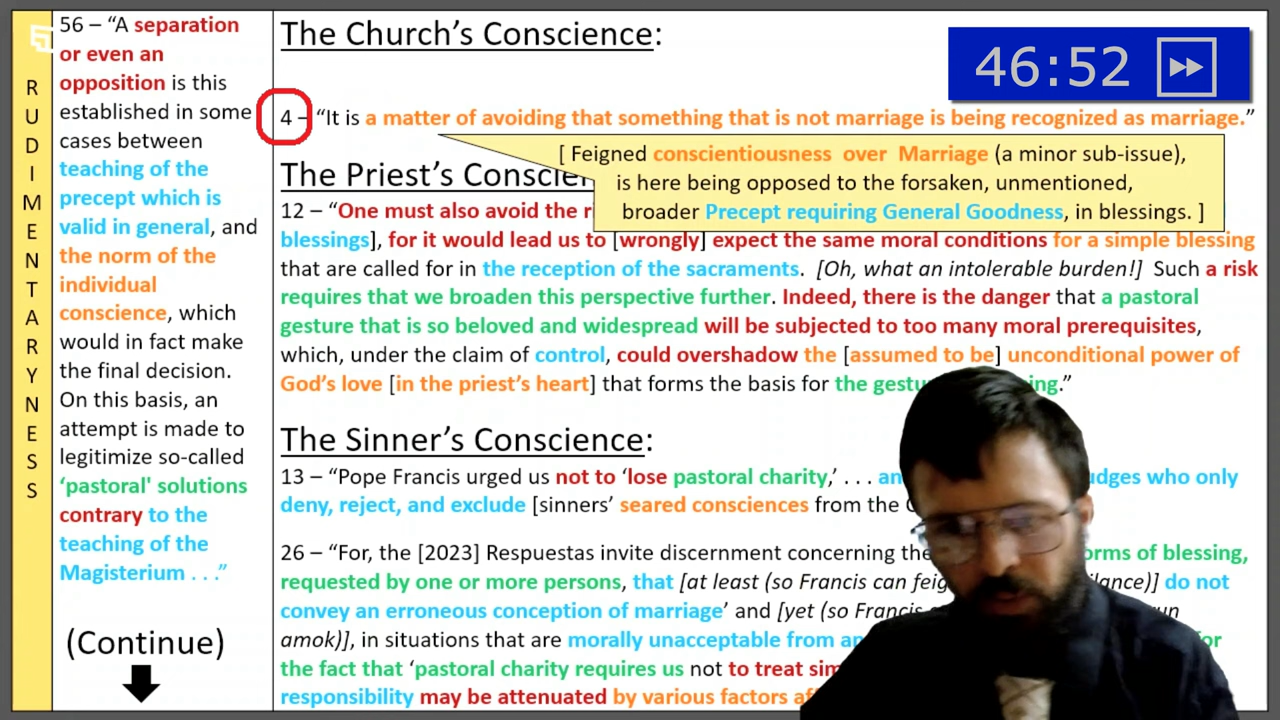 RUDIMENTARYNESS
56 – “A separation
or even an
opposition is this
established in some
cases between
teaching of the
precept which is
valid in general, and
the norm of the
individual
conscience, which
would in fact make
the final decision.
On this basis, an
attempt is made to
legitimize so-called
‘pastoral' solutions
contrary to the
teaching of the
Magisterium . . .”
(Continue)
The Church’s Conscience:
46:52
4 – “It is a matter of avoiding that something that is not marriage is being recognized as marriage.”
[ Feigned conscientiousness over Marriage (a minor sub-issue),
is here being opposed to the forsaken, unmentioned,
broader Precept requiring General Goodness, in blessings. ]
The Priest’s Conscien
12 – “One must also avoid the ri
blessings], for it would lead us to [wrongly] expect the same moral conditions for a simple blessing
that are called for in the reception of the sacraments. [Oh, what an intolerable burden!] Such a risk
requires that we broaden this perspective further. Indeed, there is the danger that a pastoral
gesture that is so beloved and widespread will be subjected to too many moral prerequisites,
which, under the claim of control, could overshadow the [assumed to be] unconditional power of
God’s love [in the priest’s heart] that forms the basis for the gestu ing.”
The Sinner’s Conscience:
13 – “Pope Francis urged us not to ‘lose pastoral charity,’ . . . an udges who only
deny, reject, and exclude [sinners’ seared consciences from the
26 – “For, the [2023] Respuestas invite discernment concerning the orms of blessing,
requested by one or more persons, that [at least (so Francis can feig ilance)] do not
convey an erroneous conception of marriage’ and [yet (so Francis un
amok)], in situations that are morally unacceptable from an or
the fact that ‘pastoral charity requires us not to treat sim
responsibility may be attenuated by various factors af